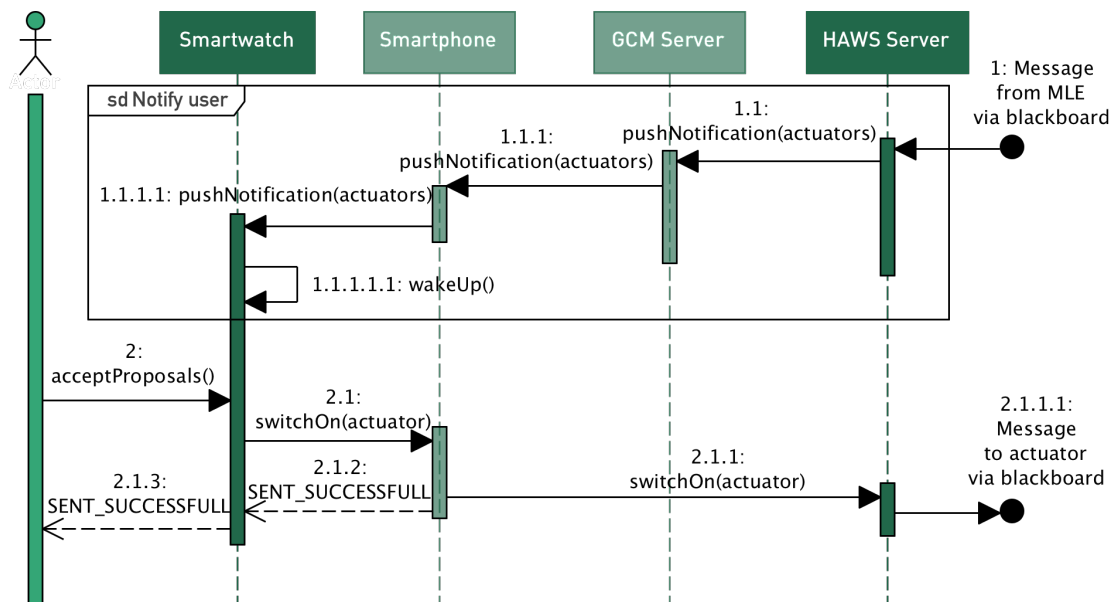 Smartwatch
Smartphone
GCM Server
HAWS Server
Actor
sd Notify user
1: Message
from MLE
via blackboard
1.1:
pushNotification(actuators)
1.1.1:
pushNotification(actuators)
1.1.1.1: pushNotification(actuators)
1.1.1.1.1: wakeUp()
2:
acceptProposals()
2.1:
switchOn(actuator)
2.1.1:
switchOn(actuator)
2.1.1.1:
Message
to actuator
via blackboard
2.1.2:
SENT_SUCCESSFULL
2.1.3:
SENT_SUCCESSFULL